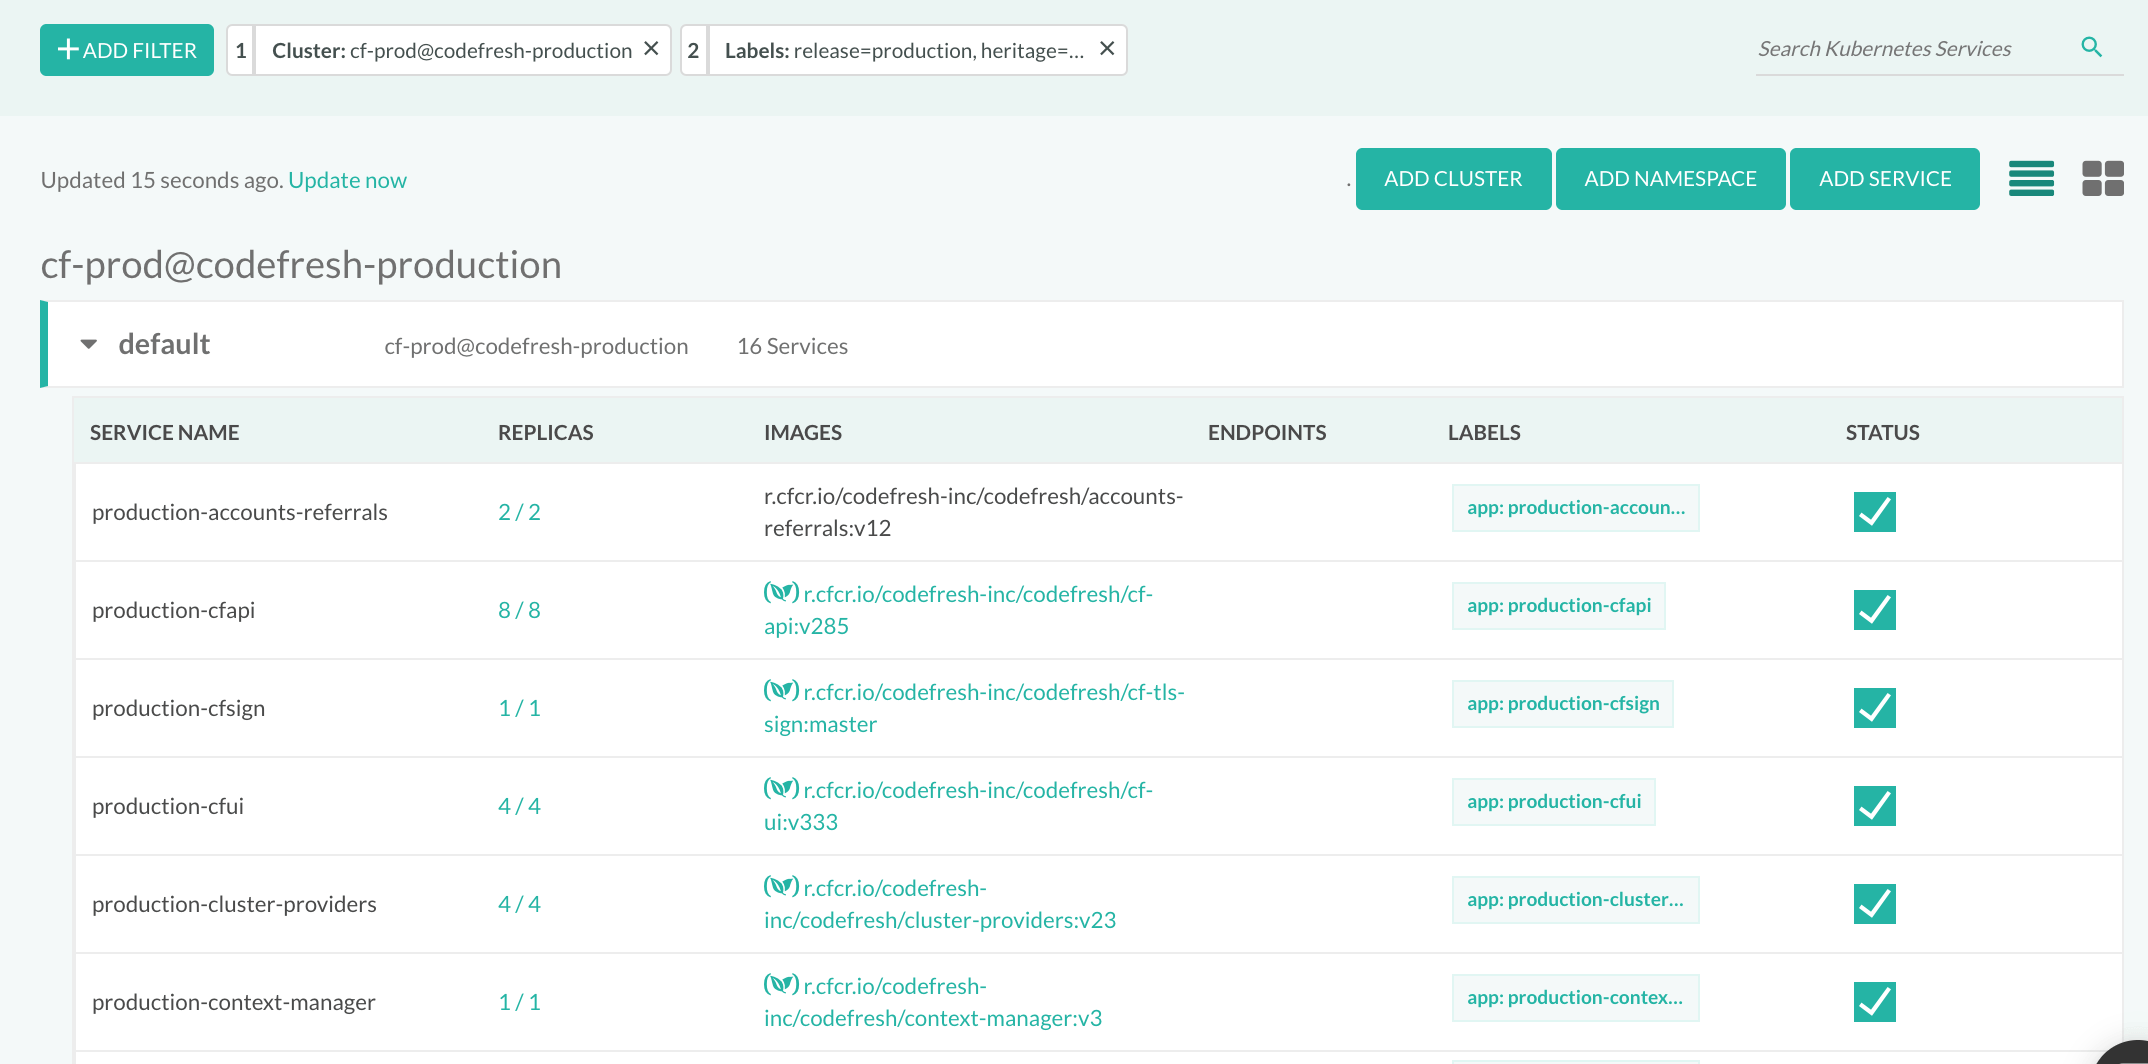 ADD FILTER 1 Cluster: cf-prod@codefresh-production 2 Labels: release=production, heritage=... Search Kubernetes Services
Updated 15 seconds ago. Update now . ADD CLUSTER ADD NAMESPACE ADD SERVICE
cf-prod@codefresh-production
default cf-prod@codefresh-production 16 Services
SERVICE NAME REPLICAS IMAGES ENDPOINTS LABELS STATUS
production-accounts-referrals 2 / 2 r.cfcr.io/codefresh-inc/codefresh/accounts- app: production-accoun...
referrals:v12
production-cfapi 8 / 8 r.cfcr.io/codefresh-inc/codefresh/cf- app: production-cfapi
api:v285
production-cfsign 1 / 1 r.cfcr.io/codefresh-inc/codefresh/cf-tls- app: production-cfsign
sign:master
production-cfui 4 / 4 r.cfcr.io/codefresh-inc/codefresh/cf- app: production-cfui
ui:v333
production-cluster-providers 4 / 4 r.cfcr.io/codefresh- app: production-cluster...
inc/codefresh/cluster-providers:v23
production-context-manager 1 / 1 r.cfcr.io/codefresh- app: production-contex...
inc/codefresh/context-manager:v3